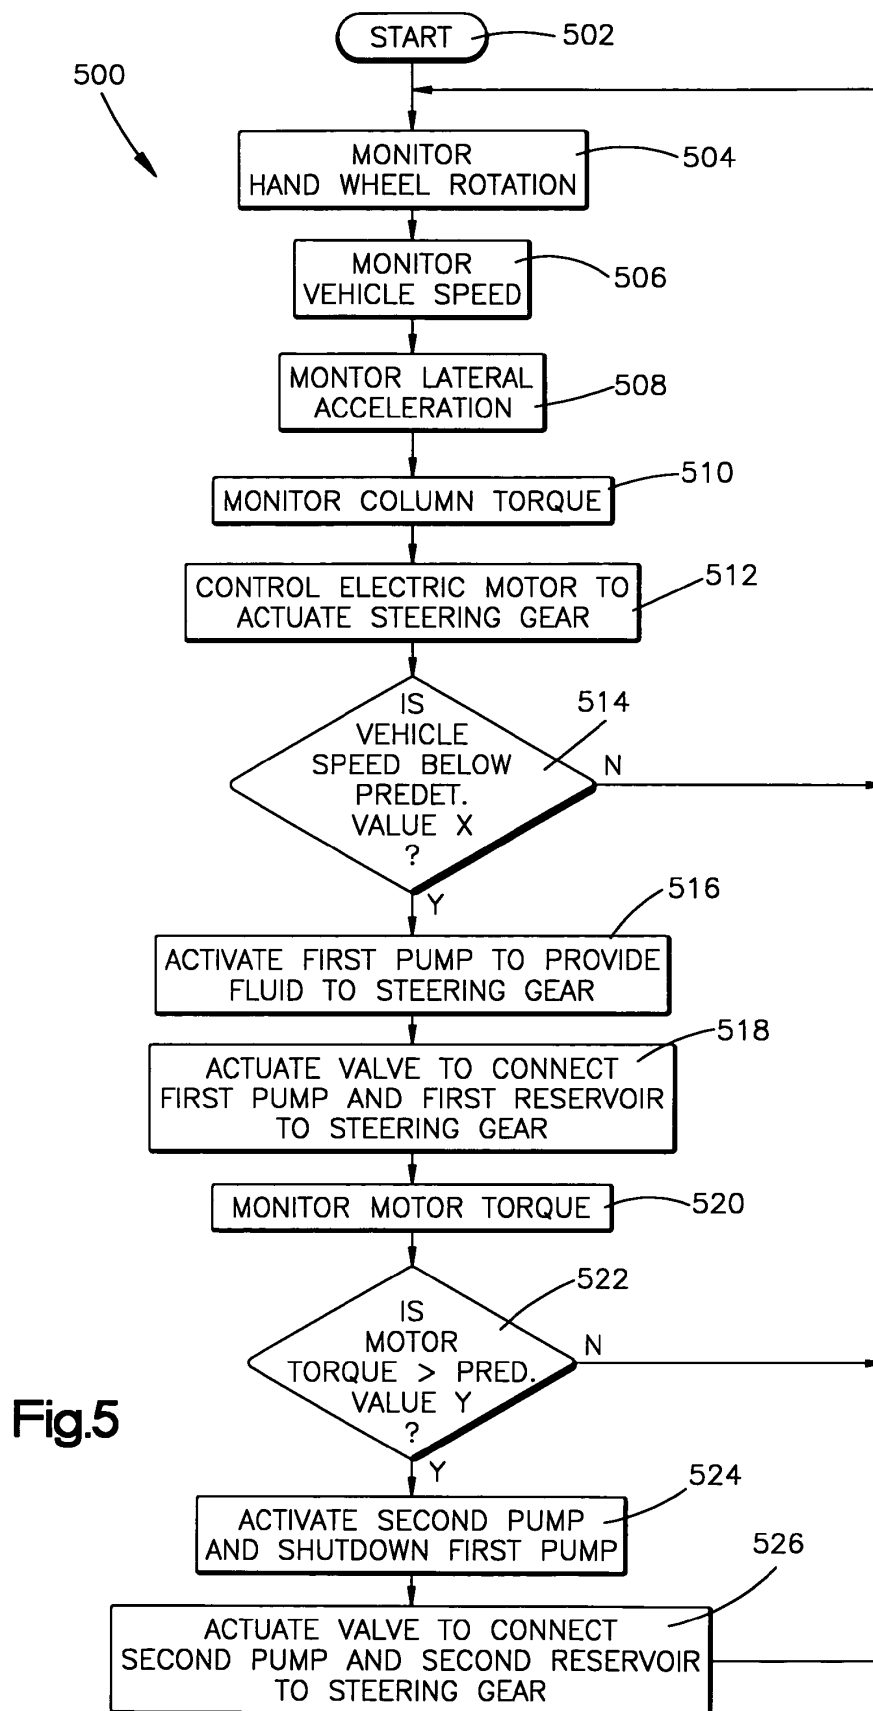 START
502
500
MONITOR
HAND WHEEL ROTATION
504
MONITOR
VEHICLE SPEED
506
MONTOR LATERAL
ACCELERATION
508
MONITOR COLUMN TORQUE
510
CONTROL ELECTRIC MOTOR TO
ACTUATE STEERING GEAR
512
IS
VEHICLE
SPEED BELOW
PREDET.
VALUE X
?
514
N
Y
516
ACTIVATE FIRST PUMP TO PROVIDE
FLUID TO STEERING GEAR
518
ACTUATE VALVE TO CONNECT
FIRST PUMP AND FIRST RESERVOIR
TO STEERING GEAR
MONITOR MOTOR TORQUE
520
522
IS
MOTOR
TORQUE > PRED.
VALUE Y
?
N
Y
Fig.5
524
ACTIVATE SECOND PUMP
AND SHUTDOWN FIRST PUMP
526
ACTUATE VALVE TO CONNECT
SECOND PUMP AND SECOND RESERVOIR
TO STEERING GEAR